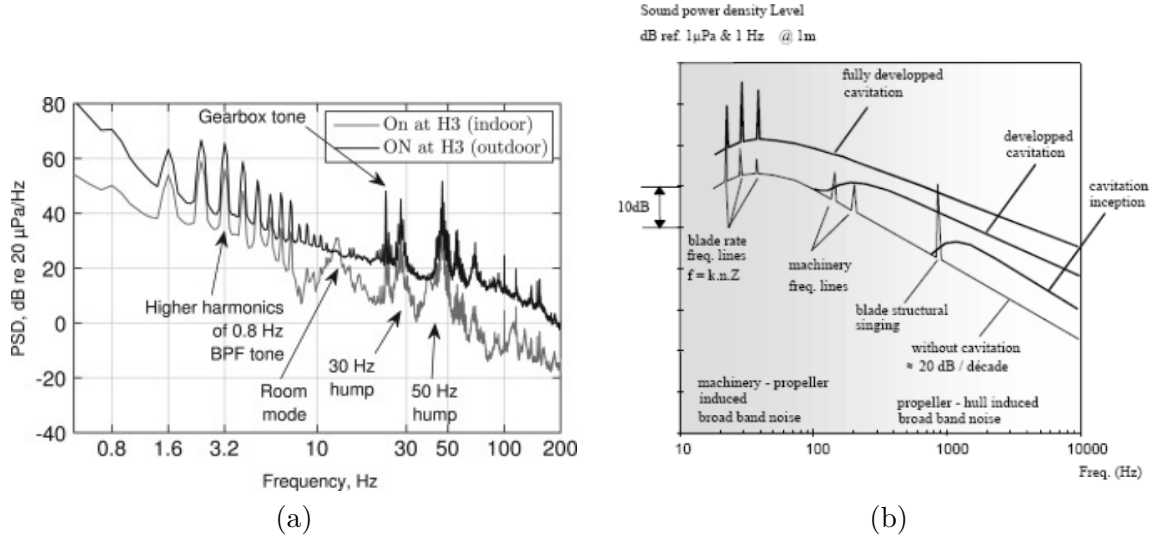 80
60
40
20
0
-20
-40
PSD, dB re 20 μPa/Hz
Gearbox tone
On at H3 (indoor)
ON at H3 (outdoor)
Higher harmonics
of 0.8 Hz
BPF tone
Room
mode
30 Hz
hump
50 Hz
hump
0.8 1.6 3.2 10 30 50 100 200
Frequency, Hz
(a)
Sound power density Level
dB ref. 1μPa & 1 Hz @ 1m
fully developped
cavitation
developped
cavitation
cavitation
inception
10dB
blade rate
freq. lines
f = k.n.Z
machinery
freq. lines
blade structural
singing
without cavitation
≈ 20 dB / décade
machinery - propeller
induced
broad band noise
propeller - hull induced
broad band noise
10 100 1000 10000
Freq. (Hz)
(b)